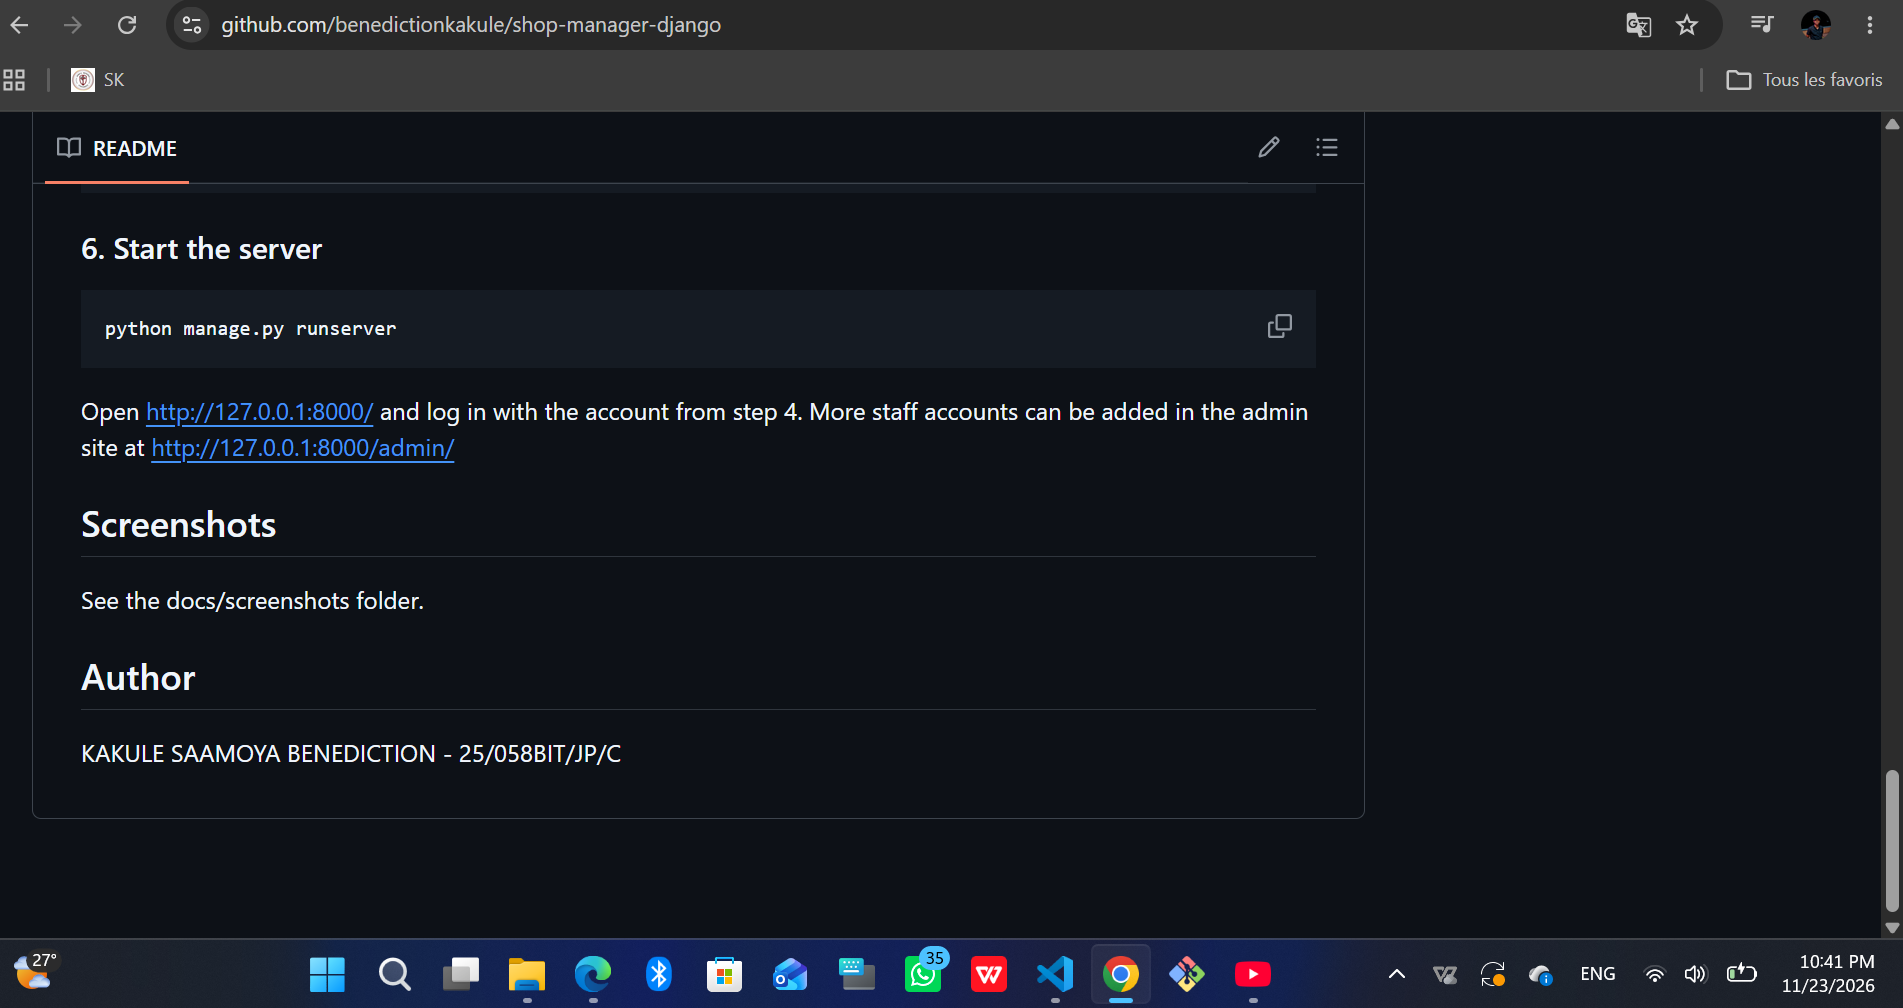 github.com/benedictionkakule/shop-manager-django
SK
Tous les favoris
README
6. Start the server
python manage.py runserver
Open http://127.0.0.1:8000/ and log in with the account from step 4. More staff accounts can be added in the admin
site at http://127.0.0.1:8000/admin/
Screenshots
See the docs/screenshots folder.
Author
KAKULE SAAMOYA BENEDICTION - 25/058BIT/JP/C
27°
35
ENG
10:41 PM
11/23/2026